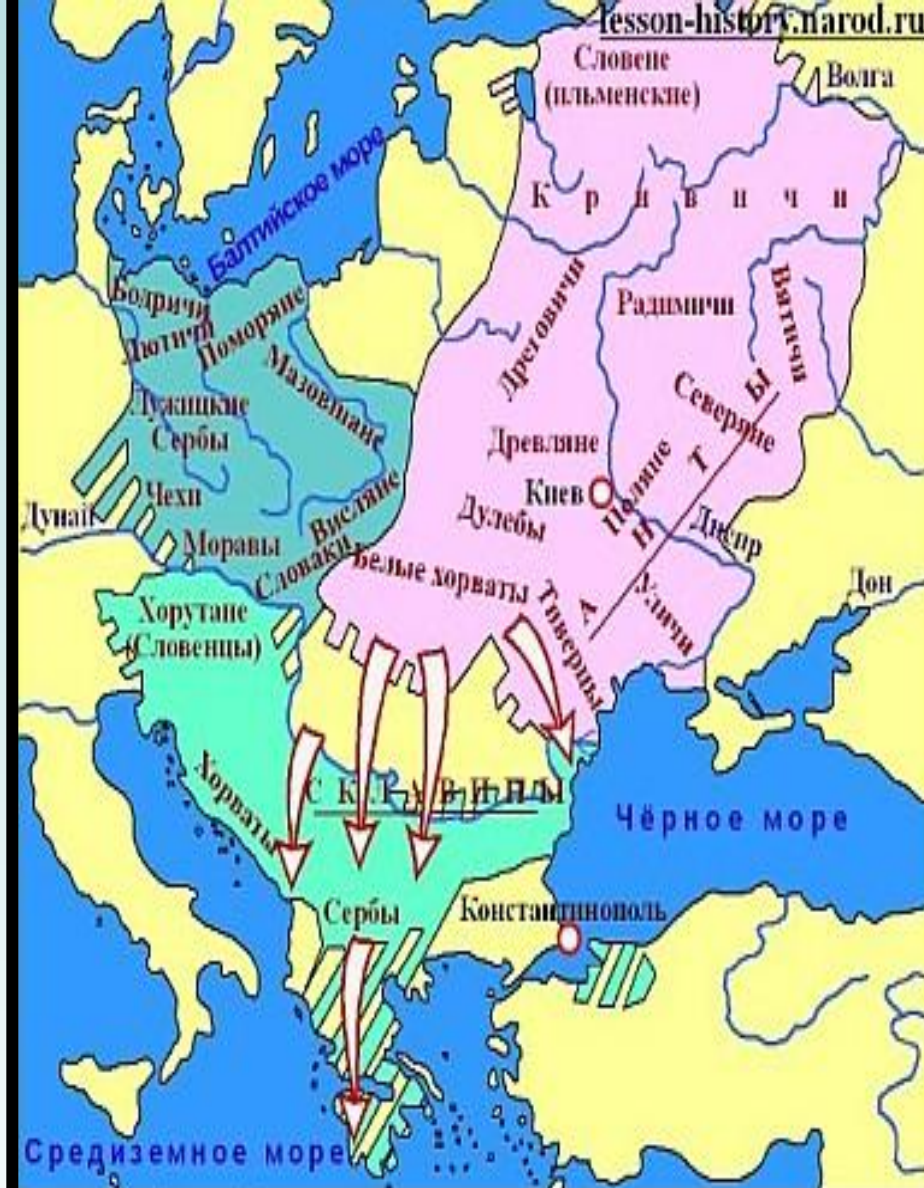 lesson-history.narod.ru
Словене
(ильменские)
Волга
Кривичи
Балтийское море
Бодричи
Лютичи
Поморяне
Мазовшане
Дреговичи
Радимичи
Вятичи
Лужицкие
Сербы
Северяне
Древляне
Поляне
Киев
АНТЫ
Чехи
Дулебы
Дунай
Висляне
Днепр
Моравы
Словаки
Белые хорваты
Дон
Хорутане
(Словенцы)
Тиверцы
Уличи
Хорваты
СКЛАВИНЫ
Чёрное море
Сербы
Константинополь
Средиземное море